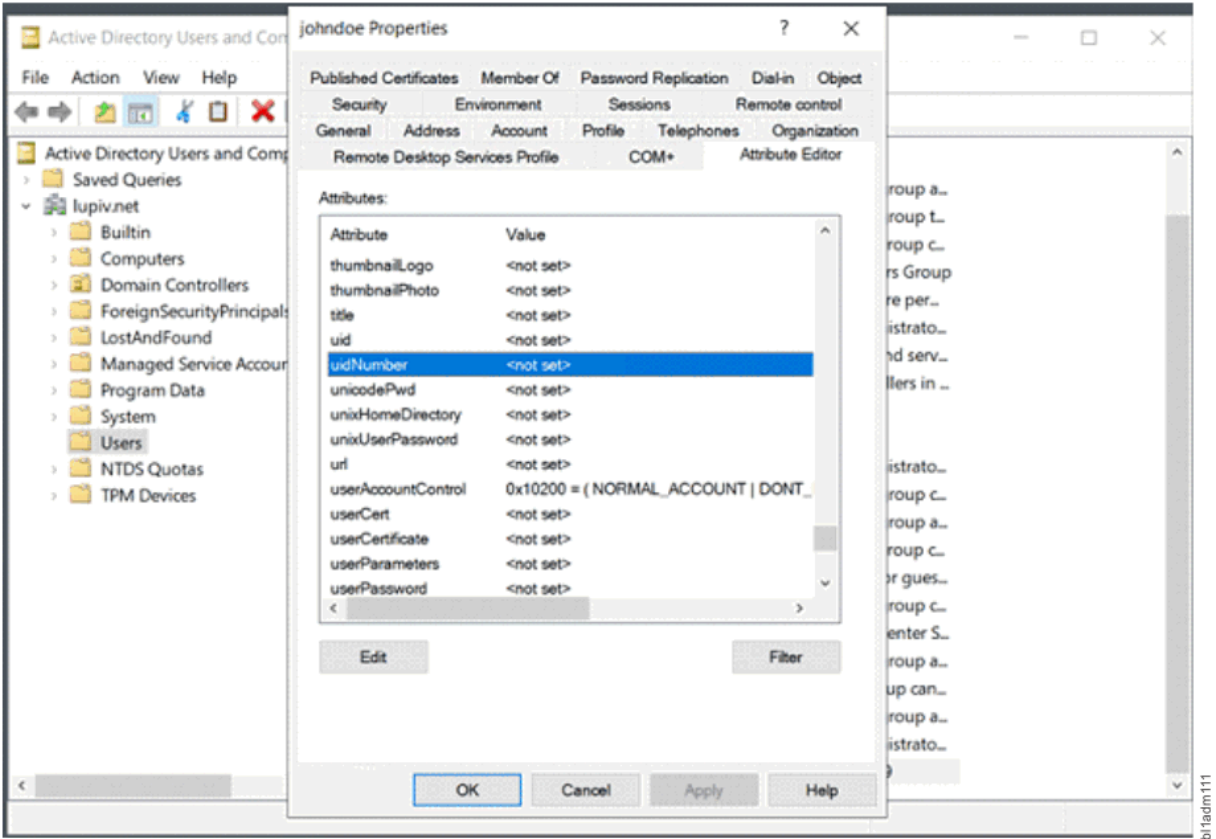 Active Directory Users and Con
File Action View Help
Active Directory Users and Comp
Saved Queries
lupiv.net
Builtin
Computers
Domain Controllers
ForeignSecurityPrincipals
LostAndFound
Managed Service Accour
Program Data
System
Users
NTDS Quotas
TPM Devices
johndoe Properties
Published Certificates Member Of Password Replication Dial-in Object
Security Environment Sessions Remote control
General Address Account Profile Telephones Organization
Remote Desktop Services Profile COM+ Attribute Editor
Attributes:
Attribute Value
thumbnailLogo <not set>
thumbnailPhoto <not set>
title <not set>
uid <not set>
uidNumber <not set>
unicodePwd <not set>
unixHomeDirectory <not set>
unixUserPassword <not set>
url <not set>
userAccountControl 0x10200 = ( NORMAL_ACCOUNT | DONT_
userCert <not set>
userCertificate <not set>
userParameters <not set>
userPassword <not set>
Edit Filter
OK Cancel Apply Help
roup a...
roup t...
roup c...
rs Group
re per...
istrato...
nd serv...
llers in ...
istrato...
roup c...
roup a...
roup c...
or gues...
roup c...
enter S...
roup a...
up can...
roup a...
istrato...
bl1adm111